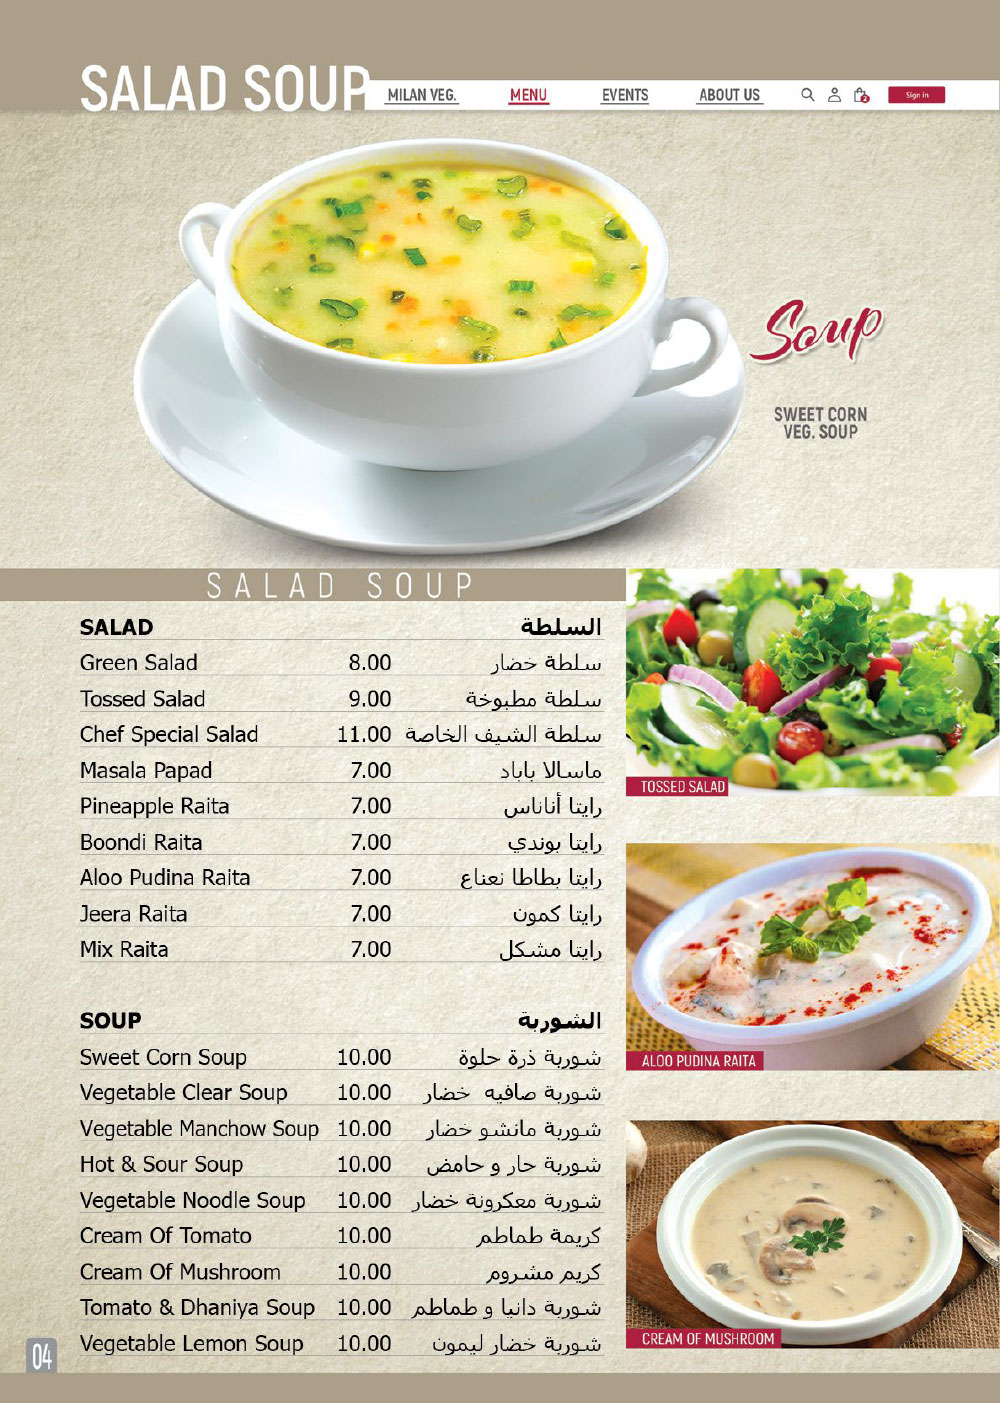 SALAD SOUP
MILAN VEG. MENU EVENTS ABOUT US 2 Sign In
Soup
SWEET CORN
VEG. SOUP
SALAD SOUP
SALAD السلطة
Green Salad 8.00 سلطة خضار
Tossed Salad 9.00 سلطة مطبوخة
Chef Special Salad 11.00 سلطة الشيف الخاصة
Masala Papad 7.00 ماسالا باباد
Pineapple Raita 7.00 رايتا أناناس
Boondi Raita 7.00 رايتا بوندي
Aloo Pudina Raita 7.00 رايتا بطاطا نعناع
Jeera Raita 7.00 رايتا كمون
Mix Raita 7.00 رايتا مشكل
SOUP الشوربة
Sweet Corn Soup 10.00 شوربة ذرة حلوة
Vegetable Clear Soup 10.00 شوربة صافيه خضار
Vegetable Manchow Soup 10.00 شوربة مانشو خضار
Hot & Sour Soup 10.00 شوربة حار و حامض
Vegetable Noodle Soup 10.00 شوربة معكرونة خضار
Cream Of Tomato 10.00 كريمة طماطم
Cream Of Mushroom 10.00 كريم مشروم
Tomato & Dhaniya Soup 10.00 شوربة دانيا و طماطم
Vegetable Lemon Soup 10.00 شوربة خضار ليمون
TOSSED SALAD
ALOO PUDINA RAITA
CREAM OF MUSHROOM
04